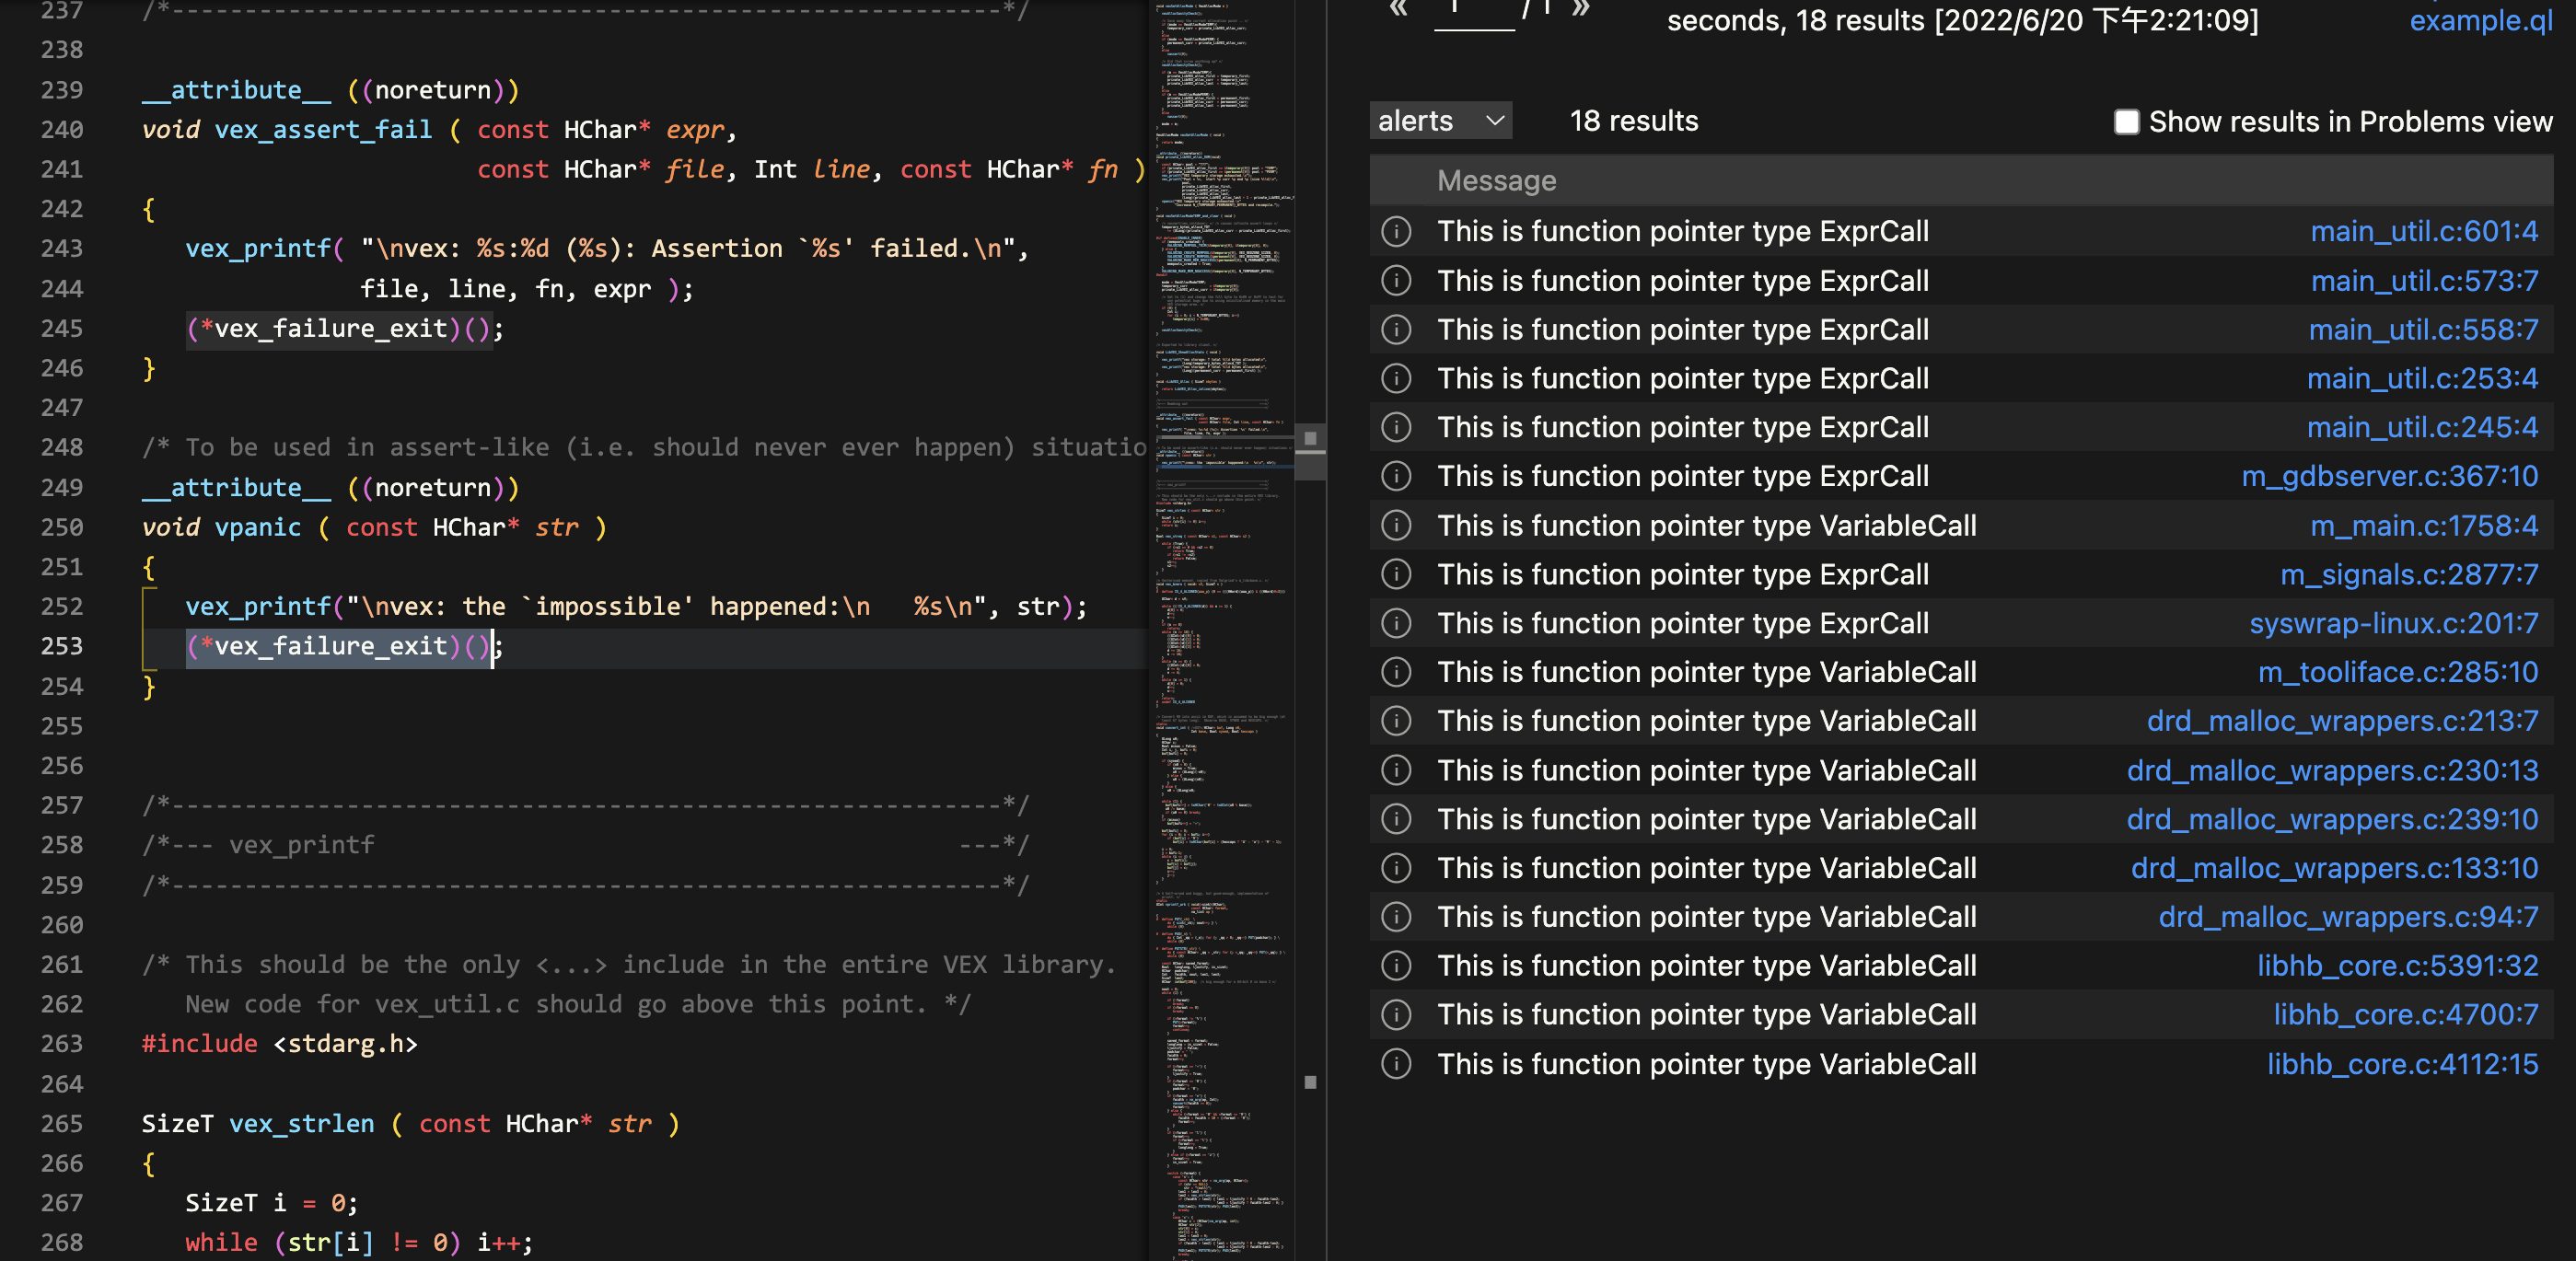 237 /*---------------------------------------------------------*/
238
239 __attribute__ ((noreturn))
240 void vex_assert_fail ( const HChar* expr,
241                        const HChar* file, Int line, const HChar* fn )
242 {
243    vex_printf( "\nvex: %s:%d (%s): Assertion `%s' failed.\n",
244                file, line, fn, expr );
245    (*vex_failure_exit)();
246 }
247
248 /* To be used in assert-like (i.e. should never ever happen) situatio
249 __attribute__ ((noreturn))
250 void vpanic ( const HChar* str )
251 {
252    vex_printf("\nvex: the `impossible' happened:\n   %s\n", str);
253    (*vex_failure_exit)();
254 }
255
256
257 /*---------------------------------------------------------*/
258 /*--- vex_printf                                        ---*/
259 /*---------------------------------------------------------*/
260
261 /* This should be the only <...> include in the entire VEX library.
262    New code for vex_util.c should go above this point. */
263 #include <stdarg.h>
264
265 SizeT vex_strlen ( const HChar* str )
266 {
267    SizeT i = 0;
268    while (str[i] != 0) i++;
« 1 / 1 »
seconds, 18 results [2022/6/20 下午2:21:09] example.ql
alerts 18 results Show results in Problems view
Message
This is function pointer type ExprCall main_util.c:601:4
This is function pointer type ExprCall main_util.c:573:7
This is function pointer type ExprCall main_util.c:558:7
This is function pointer type ExprCall main_util.c:253:4
This is function pointer type ExprCall main_util.c:245:4
This is function pointer type ExprCall m_gdbserver.c:367:10
This is function pointer type VariableCall m_main.c:1758:4
This is function pointer type ExprCall m_signals.c:2877:7
This is function pointer type ExprCall syswrap-linux.c:201:7
This is function pointer type VariableCall m_tooliface.c:285:10
This is function pointer type VariableCall drd_malloc_wrappers.c:213:7
This is function pointer type VariableCall drd_malloc_wrappers.c:230:13
This is function pointer type VariableCall drd_malloc_wrappers.c:239:10
This is function pointer type VariableCall drd_malloc_wrappers.c:133:10
This is function pointer type VariableCall drd_malloc_wrappers.c:94:7
This is function pointer type VariableCall libhb_core.c:5391:32
This is function pointer type VariableCall libhb_core.c:4700:7
This is function pointer type VariableCall libhb_core.c:4112:15